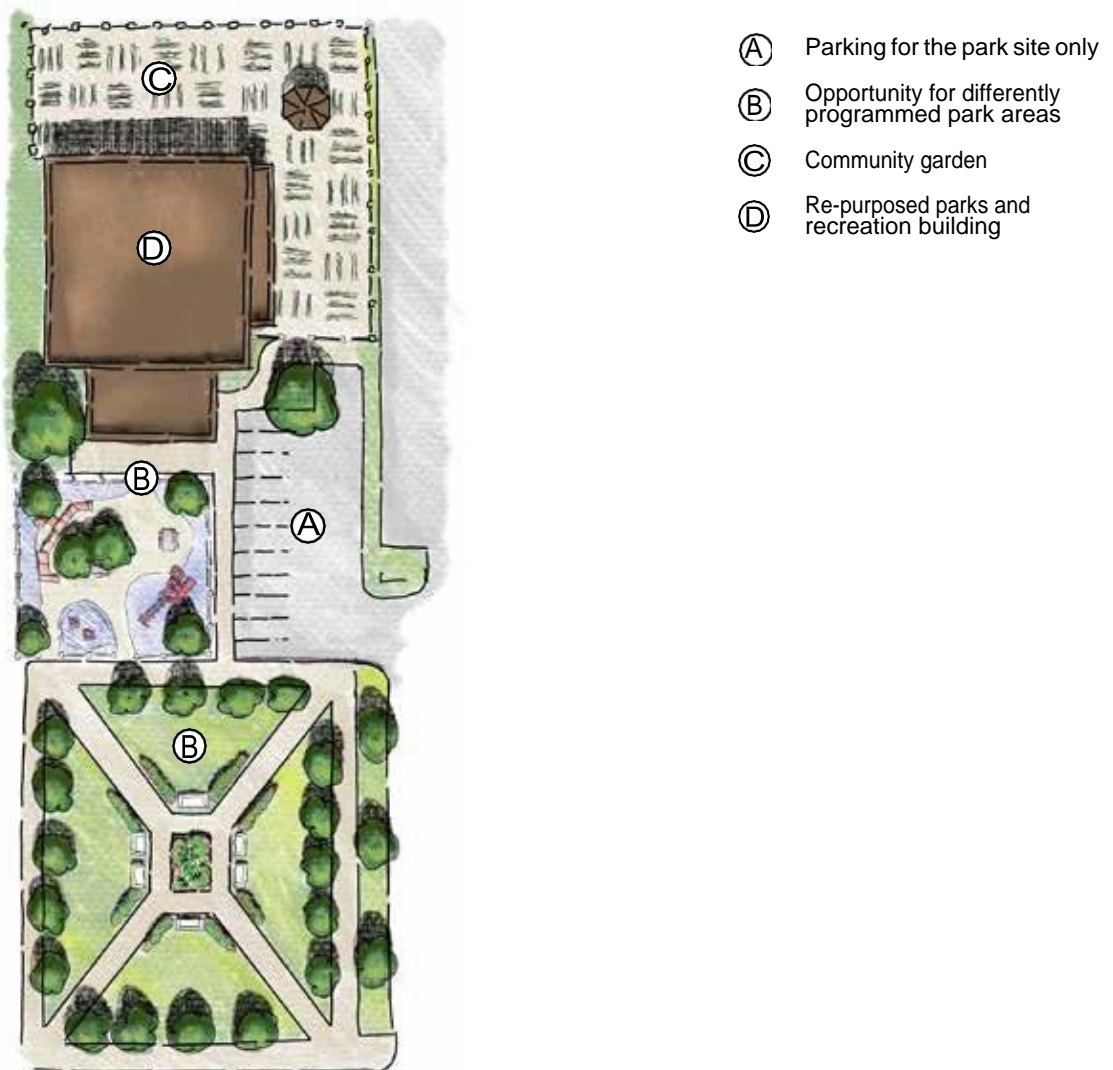 A Parking for the park site only
B Opportunity for differently
programmed park areas
C Community garden
D Re-purposed parks and
recreation building
C
D
B
A
B